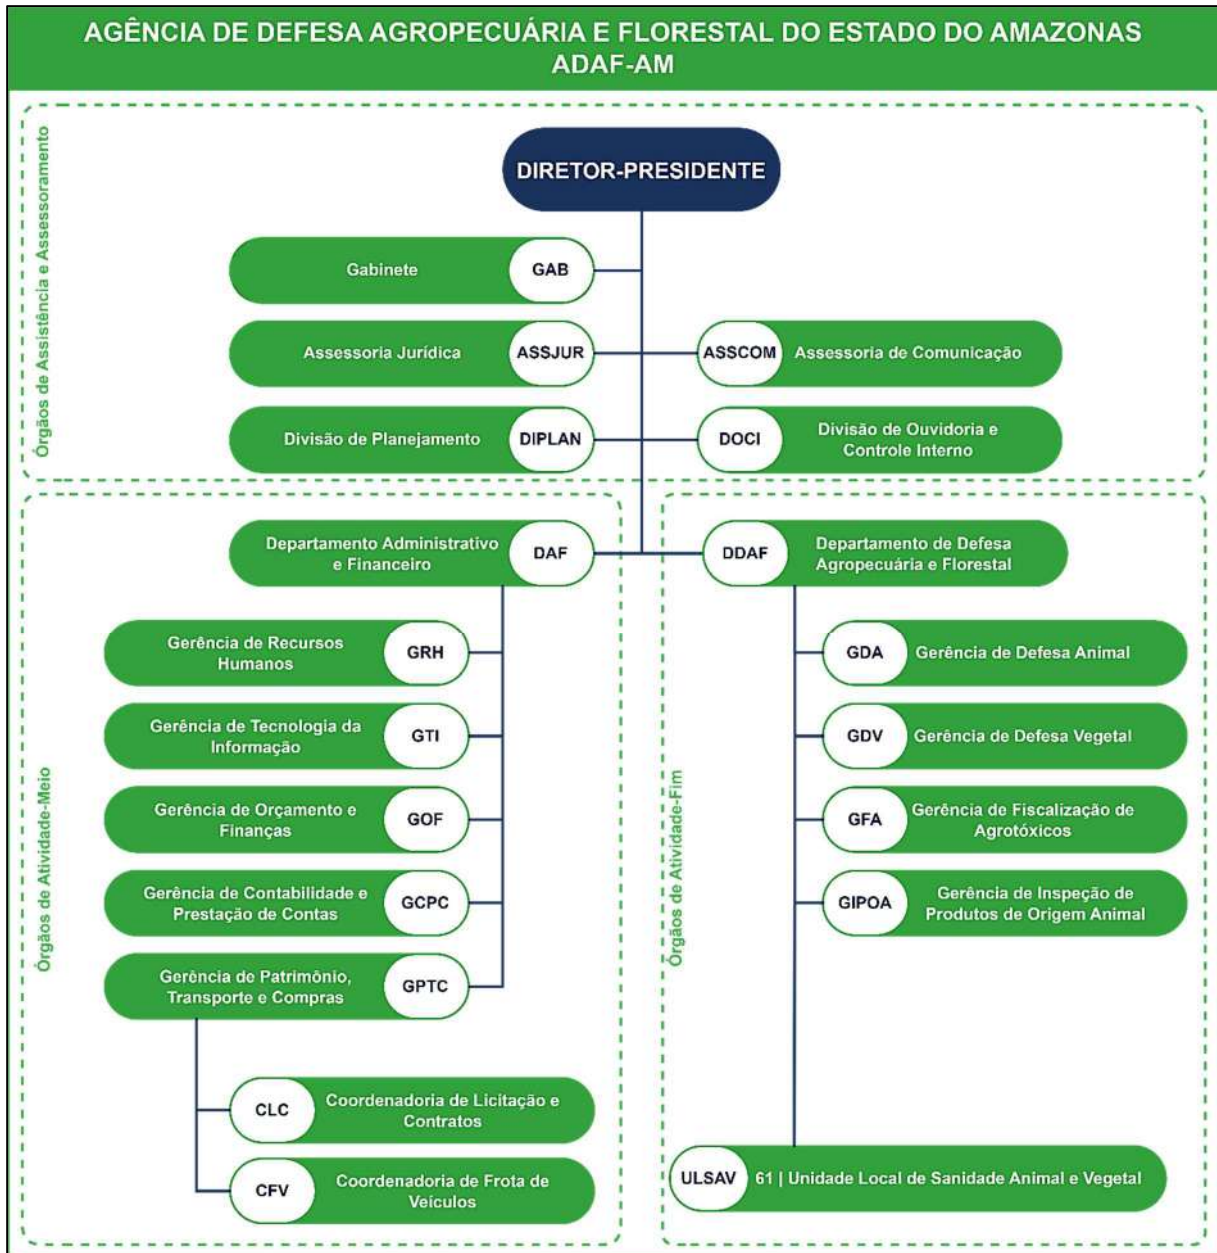 AGÊNCIA DE DEFESA AGROPECUÁRIA E FLORESTAL DO ESTADO DO AMAZONAS
ADAF-AM
Órgãos de Assistência e Assessoramento
DIRETOR-PRESIDENTE
Gabinete
GAB
Assessoria Jurídica
ASSJUR
ASSCOM
Assessoria de Comunicação
Divisão de Planejamento
DIPLAN
DOCI
Divisão de Ouvidoria e
Controle Interno
Órgãos de Atividade-Meio
Departamento Administrativo
e Financeiro
DAF
Gerência de Recursos
Humanos
GRH
Gerência de Tecnologia da
Informação
GTI
Gerência de Orçamento e
Finanças
GOF
Gerência de Contabilidade e
Prestação de Contas
GCPC
Gerência de Patrimônio,
Transporte e Compras
GPTC
CLC
Coordenadoria de Licitação e
Contratos
CFV
Coordenadoria de Frota de
Veículos
Órgãos de Atividade-Fim
DDAF
Departamento de Defesa
Agropecuária e Florestal
GDA
Gerência de Defesa Animal
GDV
Gerência de Defesa Vegetal
GFA
Gerência de Fiscalização de
Agrotóxicos
GIPOA
Gerência de Inspeção de
Produtos de Origem Animal
ULSAV
61 | Unidade Local de Sanidade Animal e Vegetal